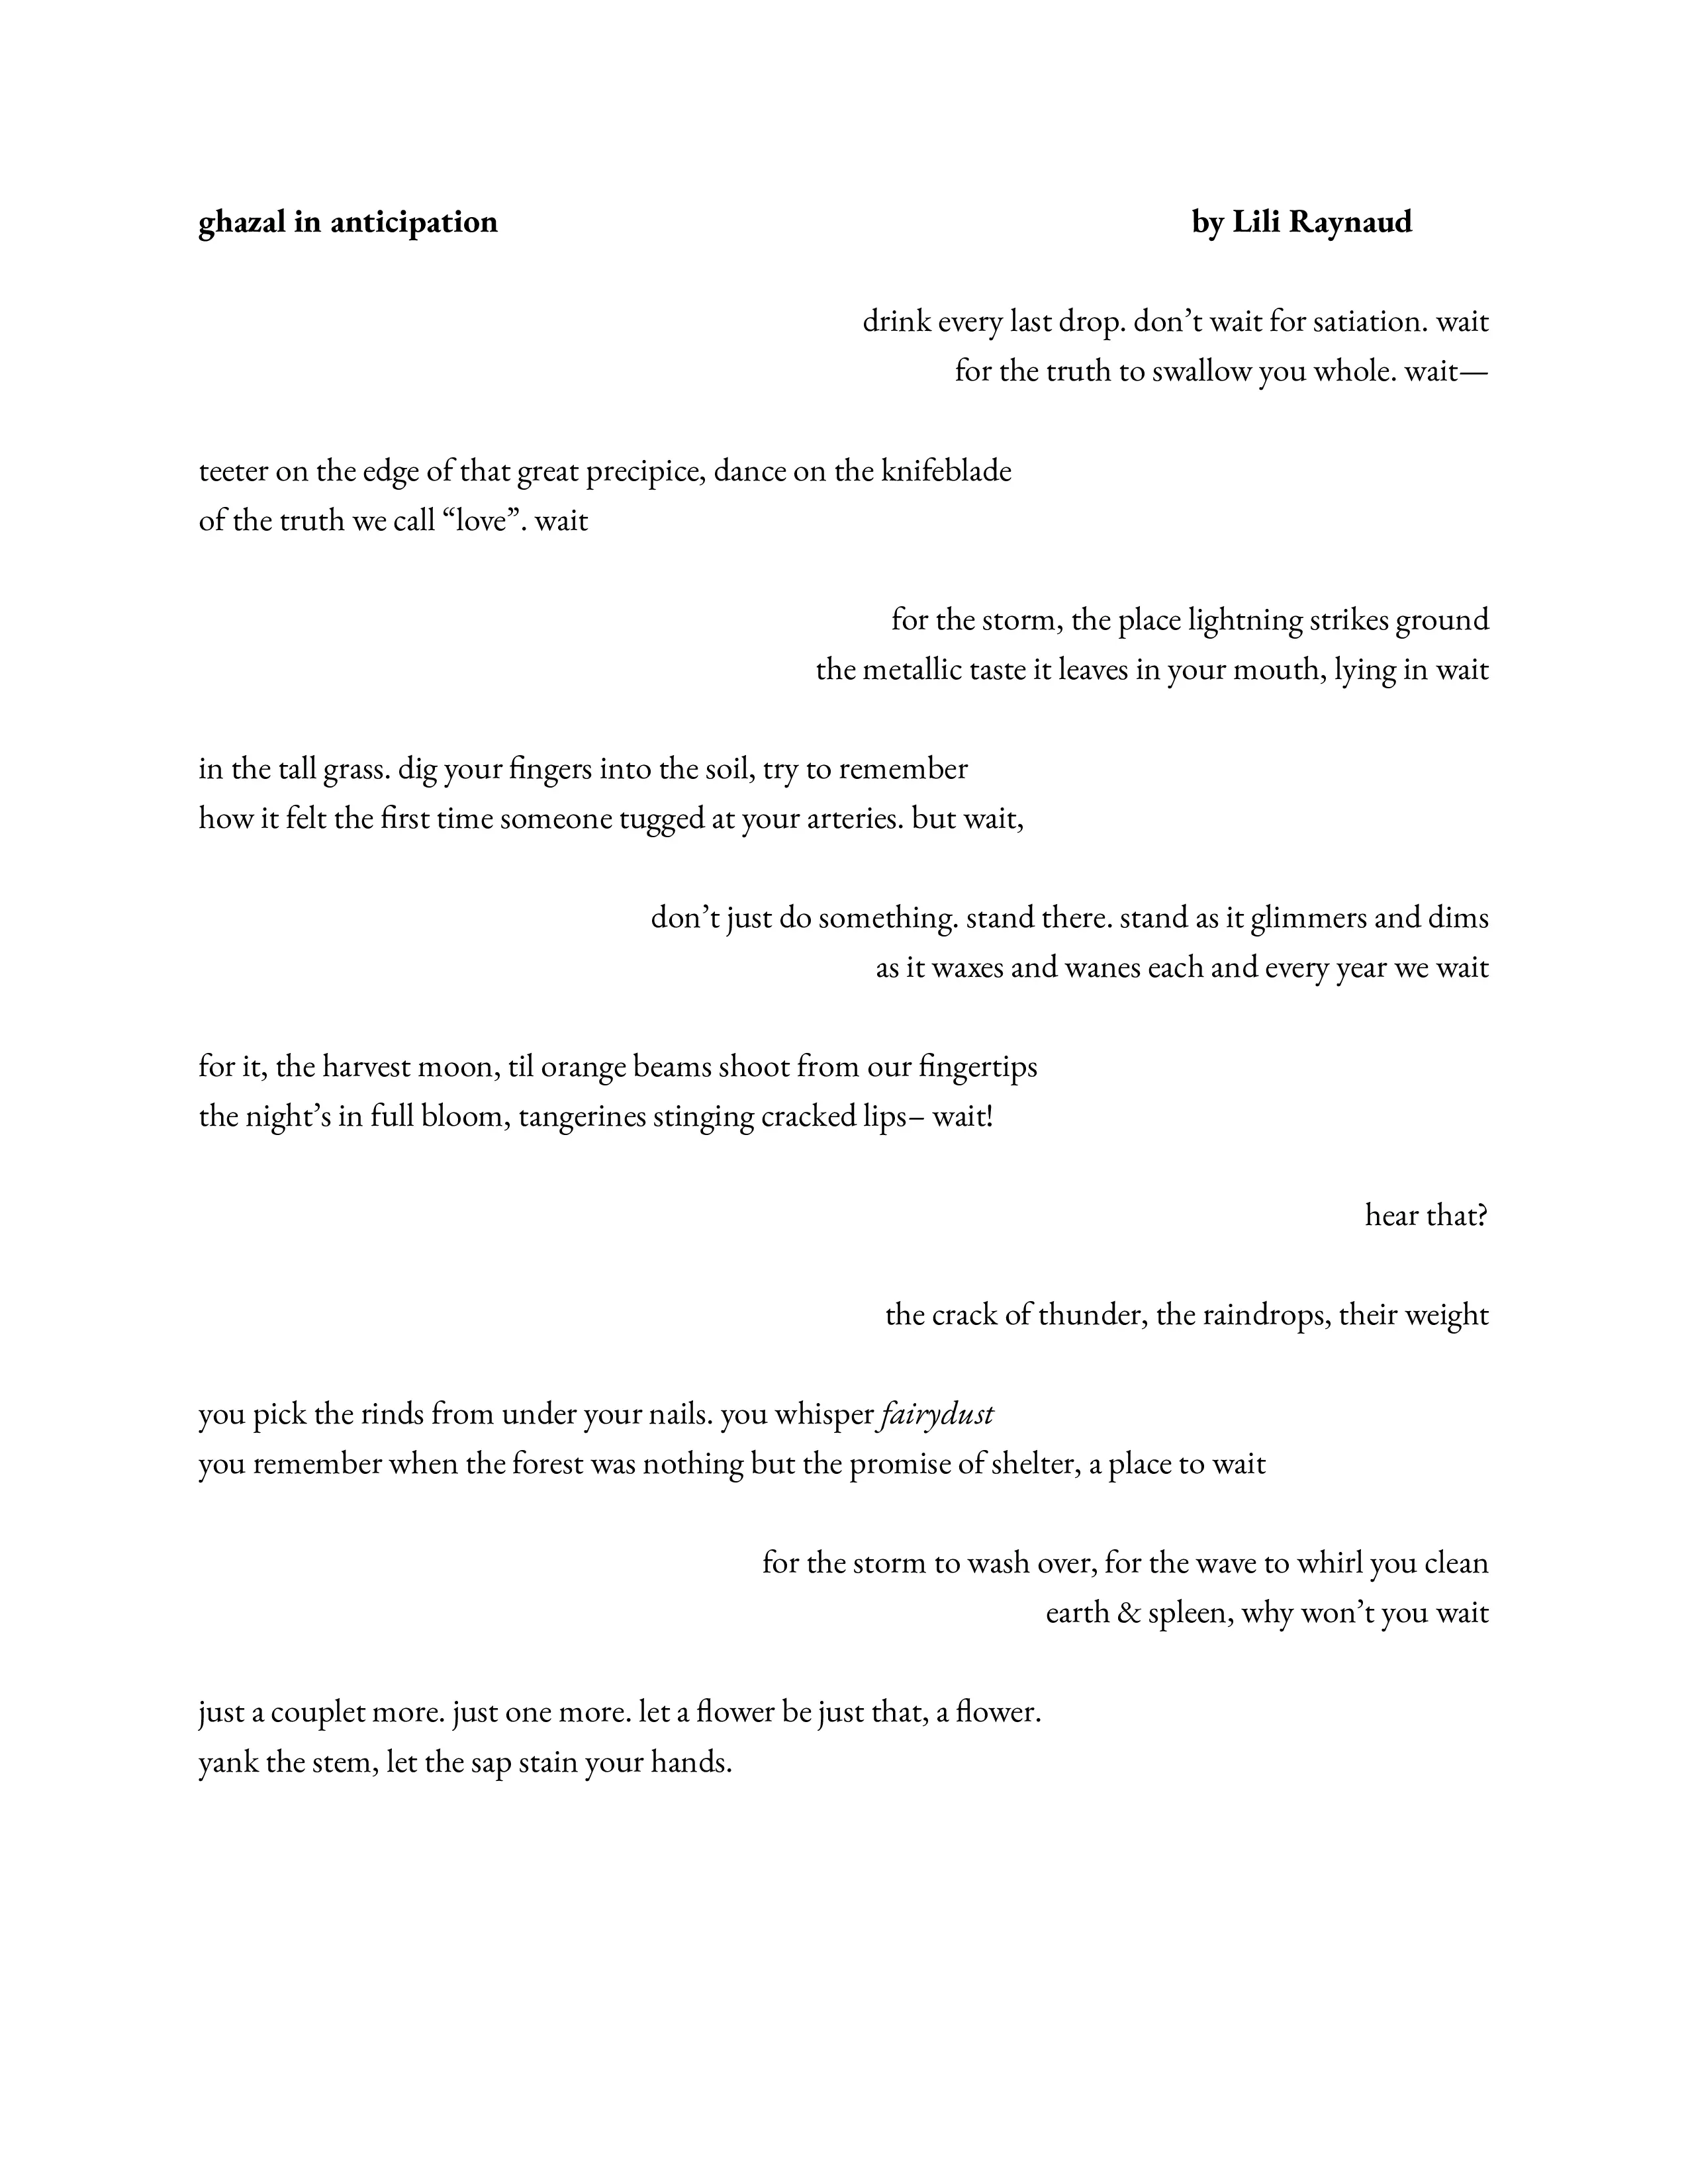 ghazal in anticipation by Lili Raynaud
drink every last drop. don’t wait for satiation. wait
for the truth to swallow you whole. wait—
teeter on the edge of that great precipice, dance on the knifeblade
of the truth we call “love”. wait
for the storm, the place lightning strikes ground
the metallic taste it leaves in your mouth, lying in wait
in the tall grass. dig your fingers into the soil, try to remember
how it felt the first time someone tugged at your arteries. but wait,
don’t just do something. stand there. stand as it glimmers and dims
as it waxes and wanes each and every year we wait
for it, the harvest moon, til orange beams shoot from our fingertips
the night’s in full bloom, tangerines stinging cracked lips– wait!
hear that?
the crack of thunder, the raindrops, their weight
you pick the rinds from under your nails. you whisper fairydust
you remember when the forest was nothing but the promise of shelter, a place to wait
for the storm to wash over, for the wave to whirl you clean
earth & spleen, why won’t you wait
just a couplet more. just one more. let a flower be just that, a flower.
yank the stem, let the sap stain your hands.